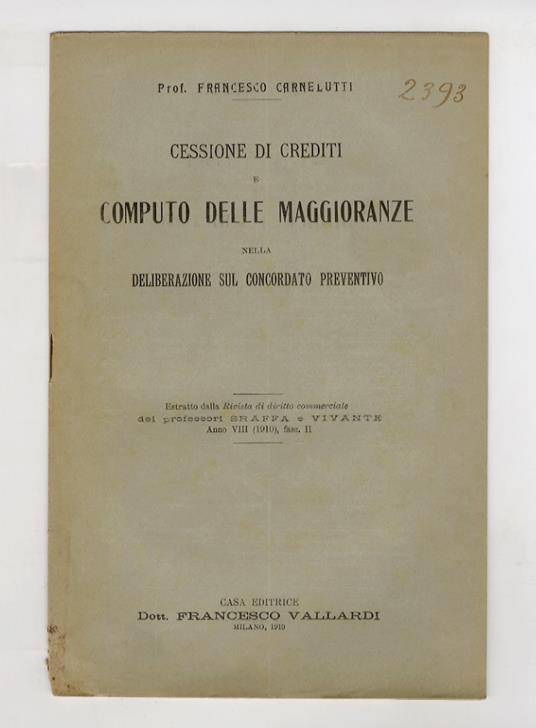 Prof. FRANCESCO CARNELUTTI
2393
CESSIONE DI CREDITI
E
COMPUTO DELLE MAGGIORANZE
NELLA
DELIBERAZIONE SUL CONCORDATO PREVENTIVO
Estratto dalla Rivista di diritto commerciale
dei professori SRAFFA e VIVANTE
Anno VIII (1910), fasc. II
CASA EDITRICE
Dott. FRANCESCO VALLARDI
MILANO, 1910